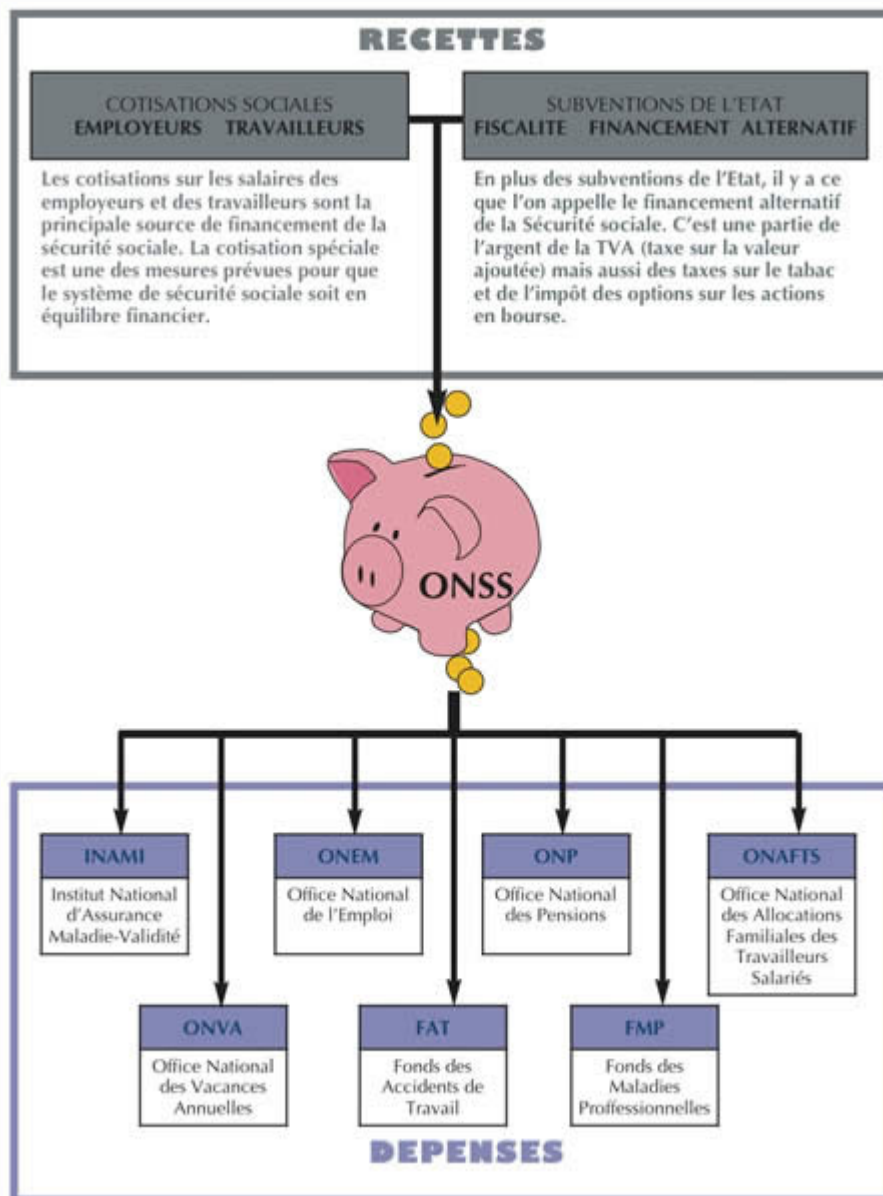 RECETTES
COTISATIONS SOCIALES
EMPLOYEURS TRAVAILLEURS
Les cotisations sur les salaires des
employeurs et des travailleurs sont la
principale source de financement de la
sécurité sociale. La cotisation spéciale
est une des mesures prévues pour que
le système de sécurité sociale soit en
équilibre financier.
SUBVENTIONS DE L'ETAT
FISCALITE FINANCEMENT ALTERNATIF
En plus des subventions de l'Etat, il y a ce
que l'on appelle le financement alternatif
de la Sécurité sociale. C'est une partie de
l'argent de la TVA (taxe sur la valeur
ajoutée) mais aussi des taxes sur le tabac
et de l'impôt des options sur les actions
en bourse.
ONSS
INAMI
Institut National
d'Assurance
Maladie-Validité
ONEM
Office National
de l'Emploi
ONP
Office National
des Pensions
ONAFTS
Office National
des Allocations
Familiales des
Travailleurs
Salariés
ONVA
Office National
des Vacances
Annuelles
FAT
Fonds des
Accidents de
Travail
FMP
Fonds des
Maladies
Proffessionnelles
DEPENSES